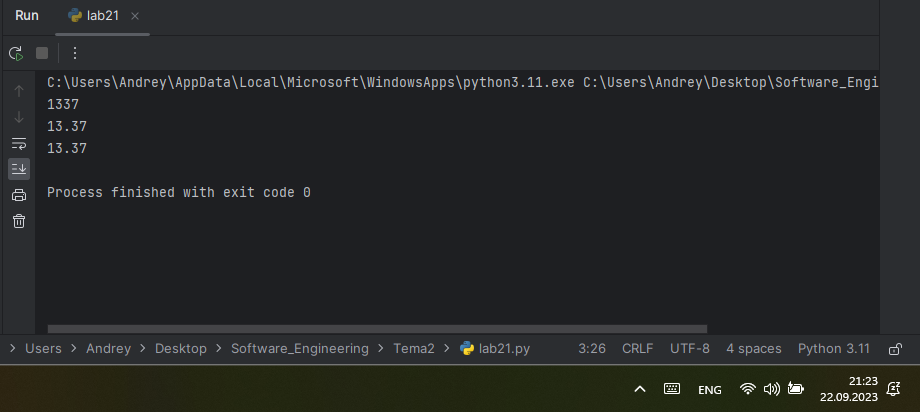 Run lab21
C:\Users\Andrey\AppData\Local\Microsoft\WindowsApps\python3.11.exe C:\Users\Andrey\Desktop\Software_Engi
1337
13.37
13.37
Process finished with exit code 0
Users Andrey Desktop Software_Engineering Tema2 lab21.py 3:26 CRLF UTF-8 4 spaces Python 3.11
ENG
21:23
22.09.2023